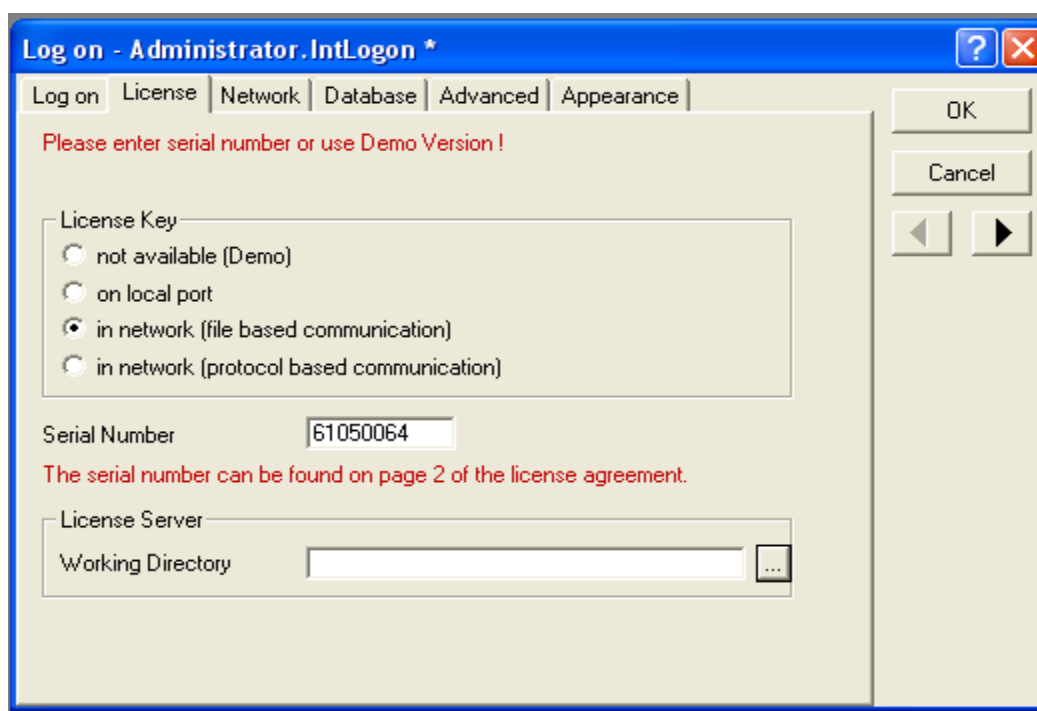 Log on - Administrator.IntLogon *
Log on License Network Database Advanced Appearance
OK
Please enter serial number or use Demo Version !
Cancel
License Key
not available (Demo)
on local port
in network (file based communication)
in network (protocol based communication)
Serial Number 61050064
The serial number can be found on page 2 of the license agreement.
License Server
Working Directory ...